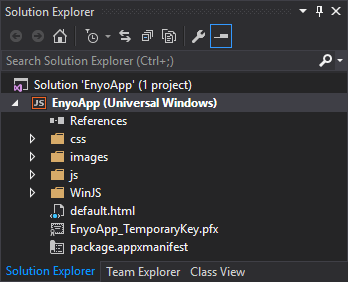 Solution Explorer
Search Solution Explorer (Ctrl+;)
Solution 'EnyoApp' (1 project)
JS EnyoApp (Universal Windows)
References
css
images
js
WinJS
default.html
EnyoApp_TemporaryKey.pfx
package.appxmanifest
Solution Explorer Team Explorer Class View